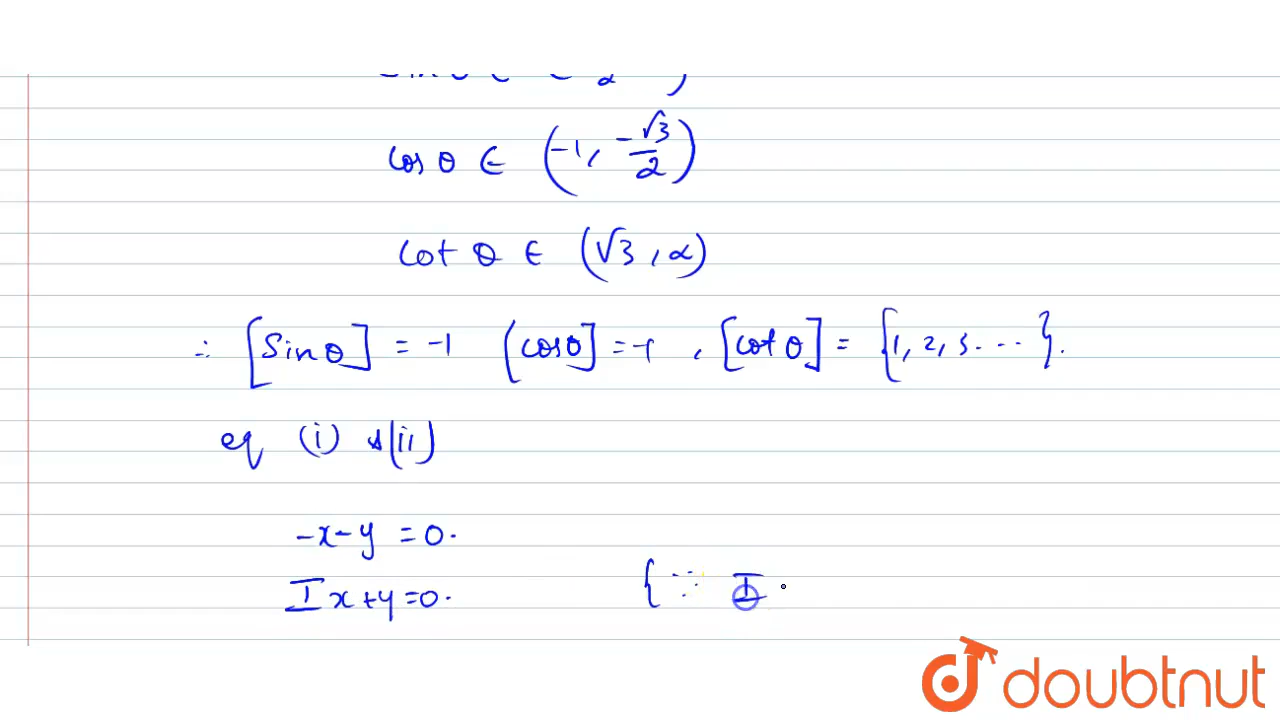 cos θ ∈ (-1, -√3/2)
cot θ ∈ (√3, α)
∴ [sin θ] = -1 [cos θ] = -1, [cot θ] = {1, 2, 3....}.
eq (i) & (ii)
-x-y = 0.
I x+y=0. {∵ I
doubtnut